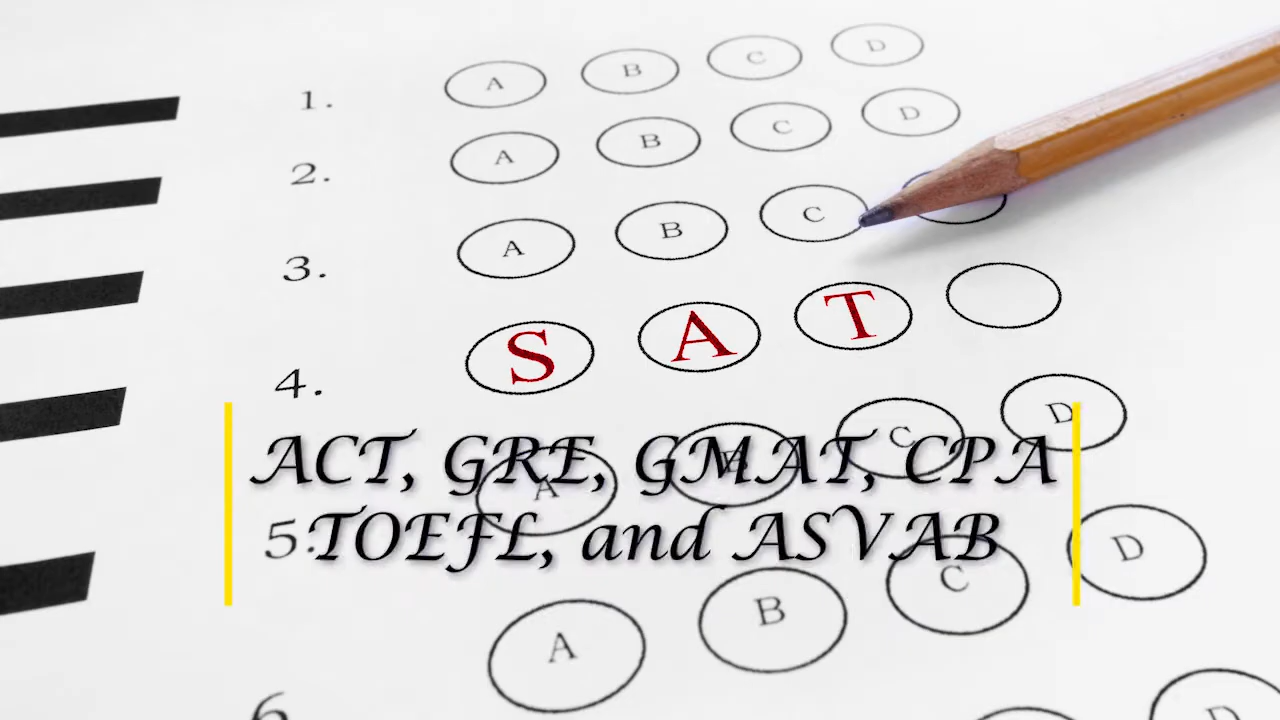 1. A B C D
2. A B C D
3. A B C
4. S A T
ACT, GRE, GMAT, CPA
TOEFL, and ASVAB
5. A B C D
A B C D
6.
D